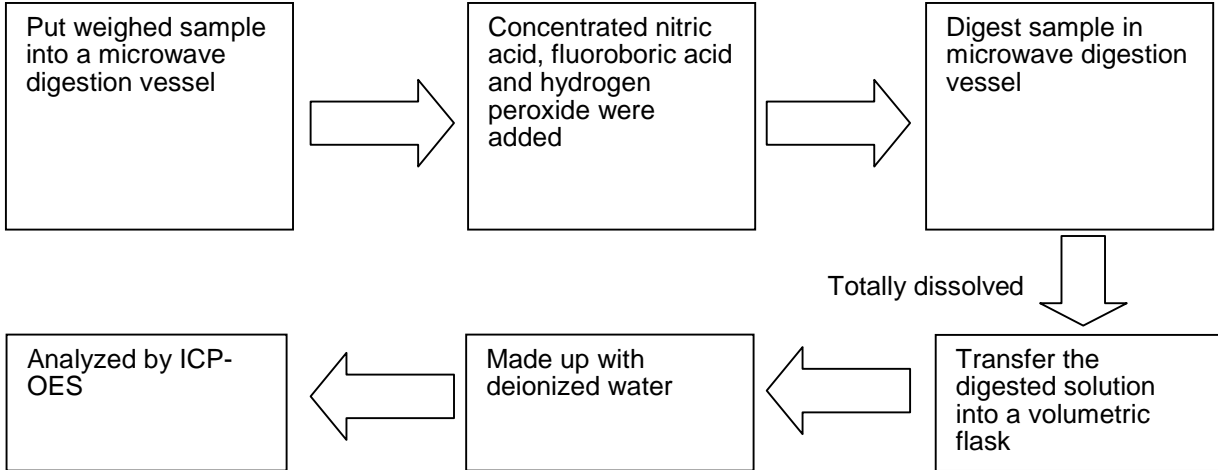 Put weighed sample
into a microwave
digestion vessel
Concentrated nitric
acid, fluoroboric acid
and hydrogen
peroxide were
added
Digest sample in
microwave digestion
vessel
Totally dissolved
Transfer the
digested solution
into a volumetric
flask
Made up with
deionized water
Analyzed by ICP-
OES